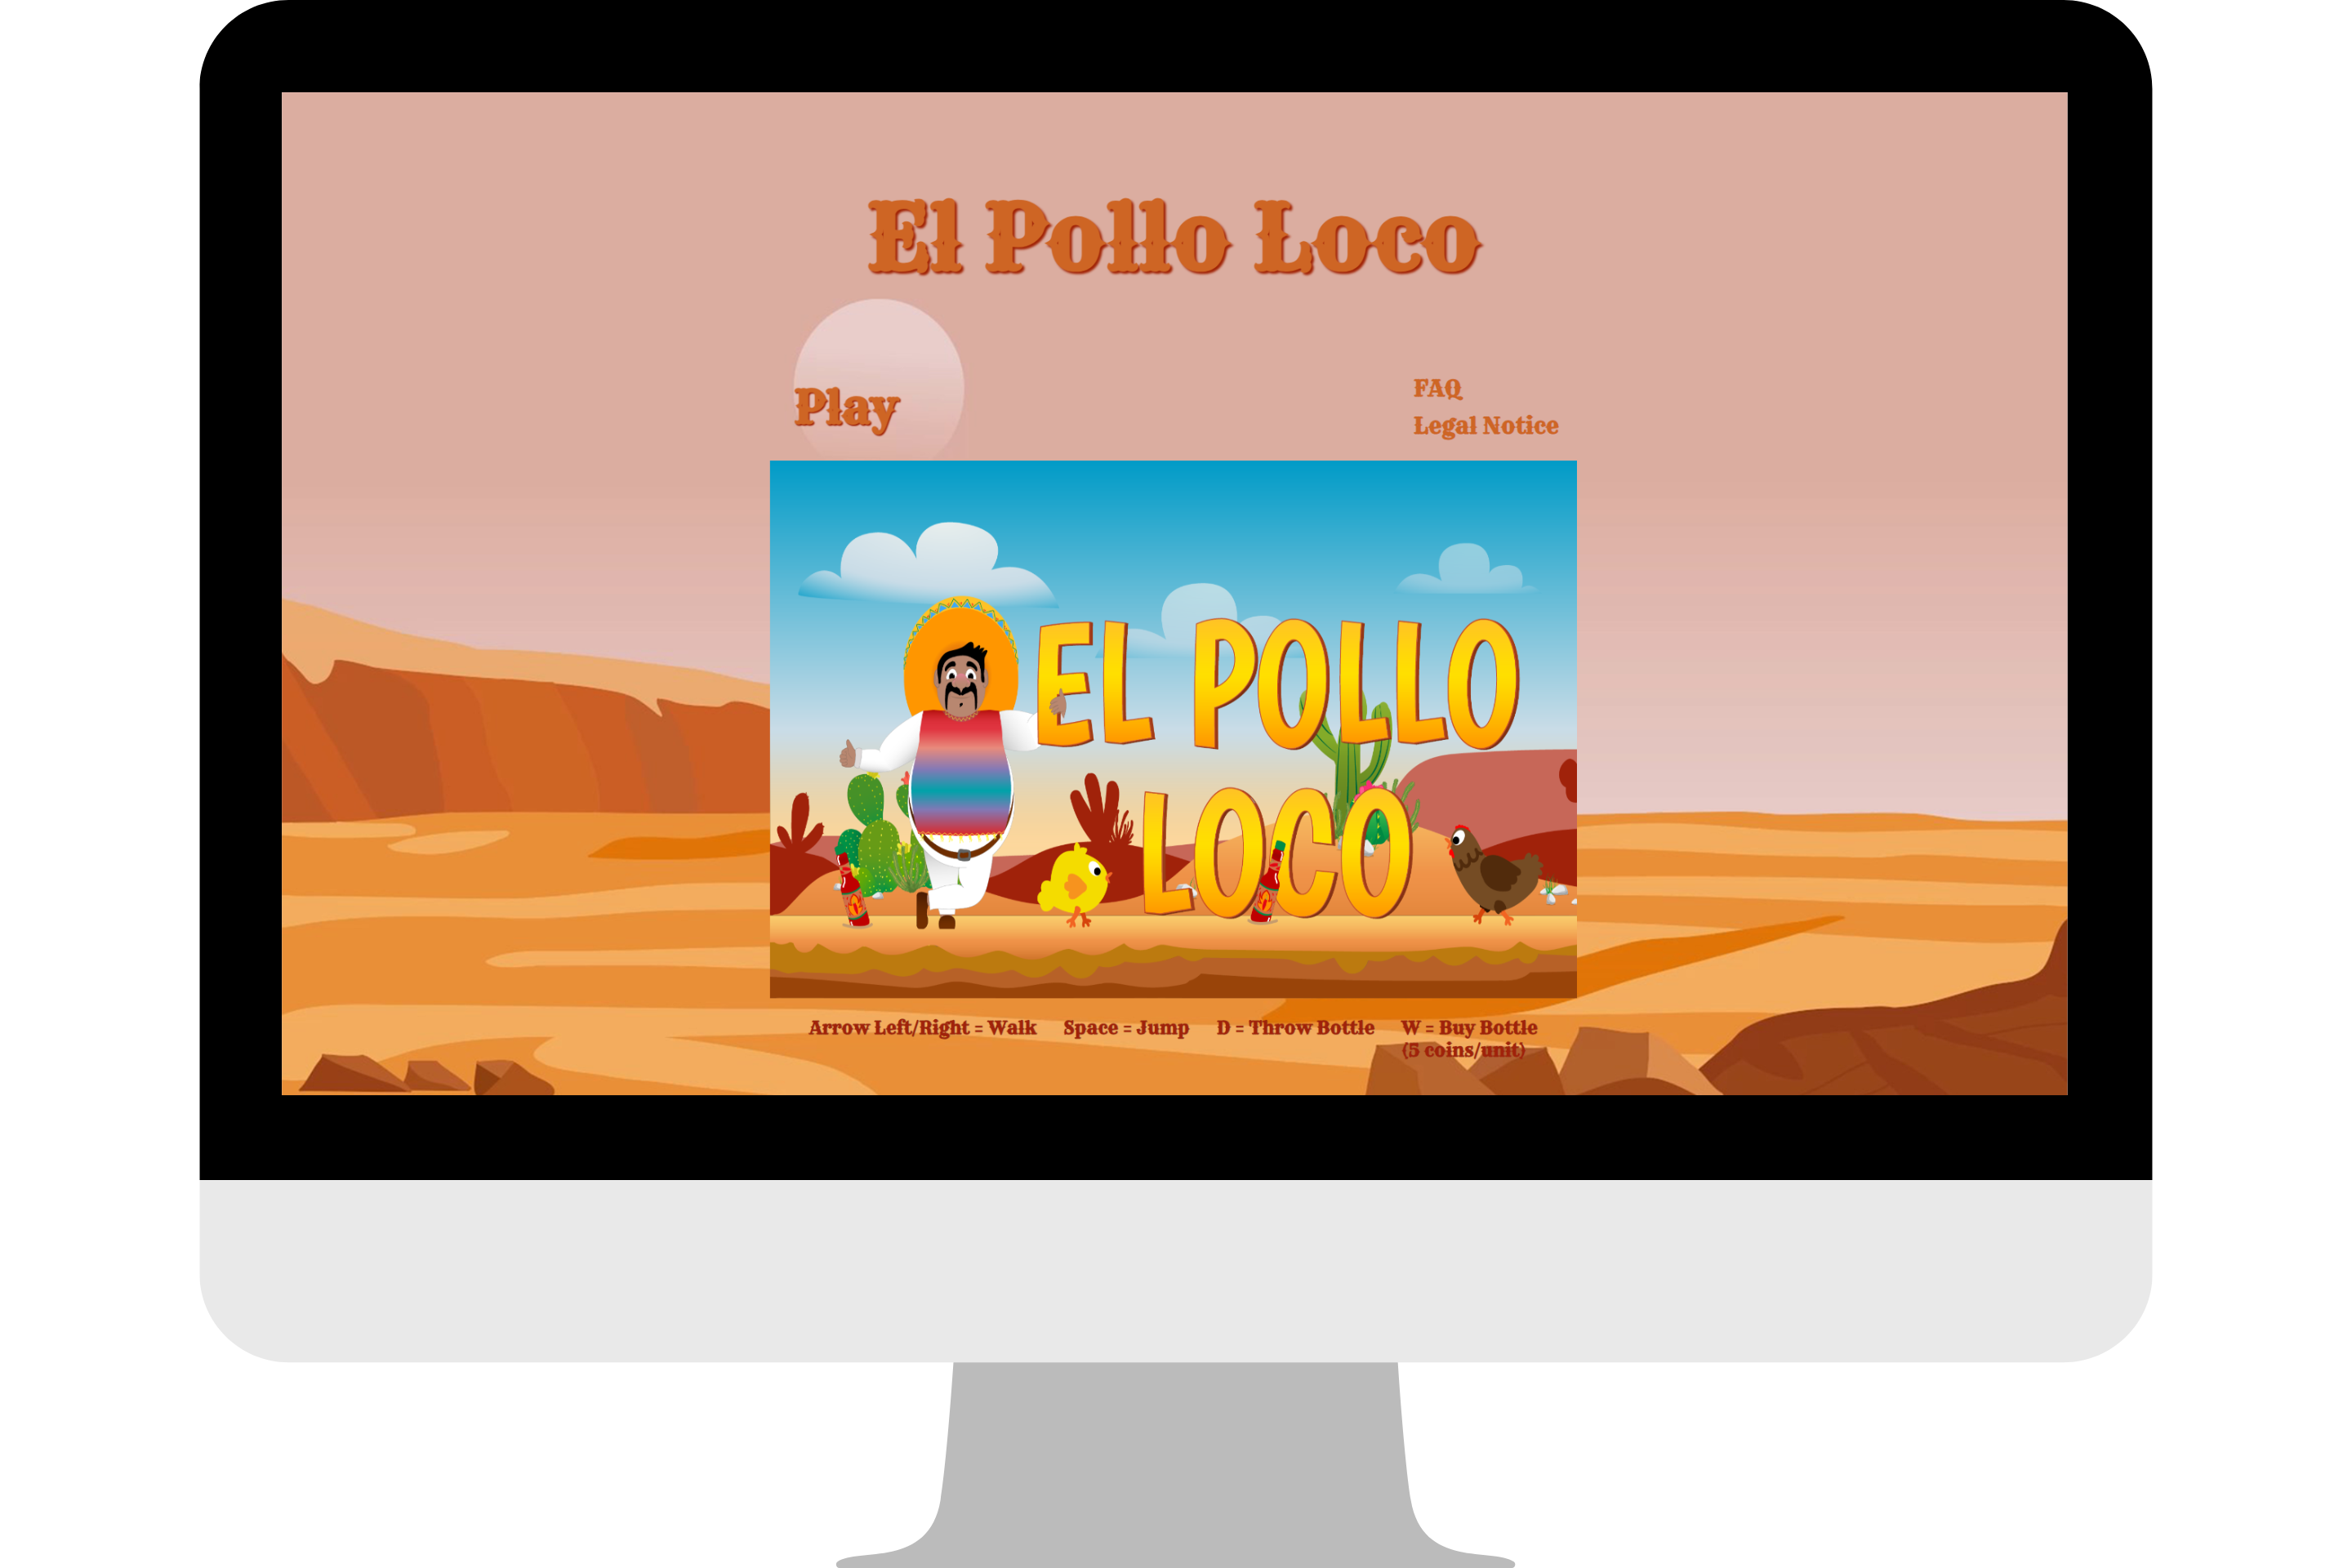 El Pollo Loco
Play
FAQ
Legal Notice
EL POLLO
LOCO
Arrow Left/Right = Walk Space = Jump D = Throw Bottle W = Buy Bottle
(5 coins/unit)